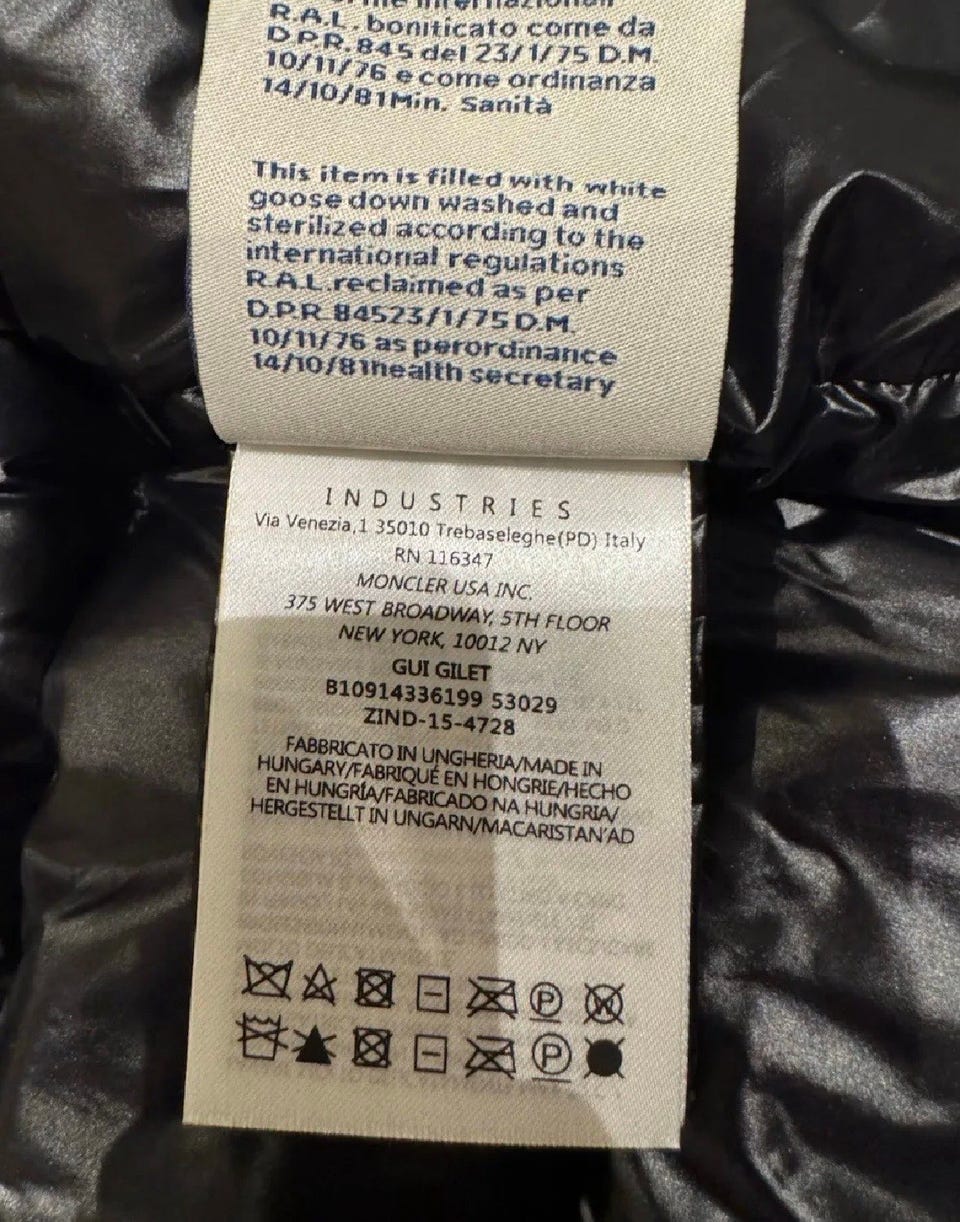 R.A.L. boniticato come da
D.P.R. 845 del 23/1/75 D.M.
10/11/76 e come ordinanza
14/10/81Min. Sanità
This item is filled with white
goose down washed and
sterilized according to the
international regulations
R.A.L.reclaimed as per
D.P.R 84523/1/75 D.M.
10/11/76 as perordinance
14/10/81health secretary
INDUSTRIES
Via Venezia,1 35010 Trebaseleghe(PD) Italy
RN 116347
MONCLER USA INC.
375 WEST BROADWAY, 5TH FLOOR
NEW YORK, 10012 NY
GUI GILET
B10914336199 53029
ZIND-15-4728
FABBRICATO IN UNGHERIA/MADE IN
HUNGARY/FABRIQUÉ EN HONGRIE/HECHO
EN HUNGRÍA/FABRICADO NA HUNGRIA/
HERGESTELLT IN UNGARN/MACARISTAN'AD
P
P